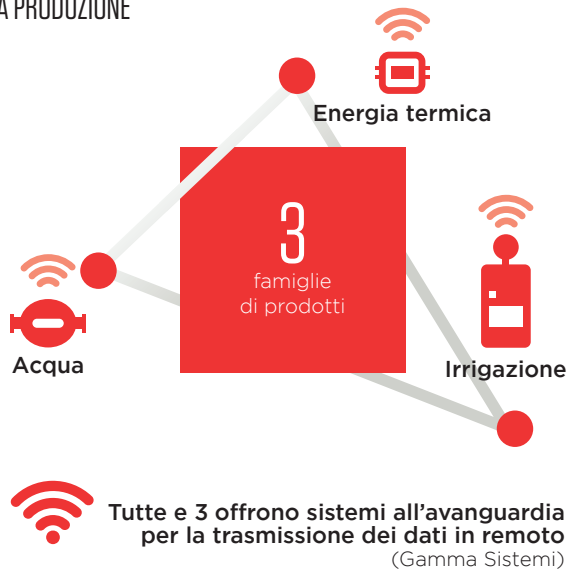 A PRODUZIONE
Energia termica
3
famiglie
di prodotti
Acqua
Irrigazione
Tutte e 3 offrono sistemi all’avanguardia
per la trasmissione dei dati in remoto
(Gamma Sistemi)